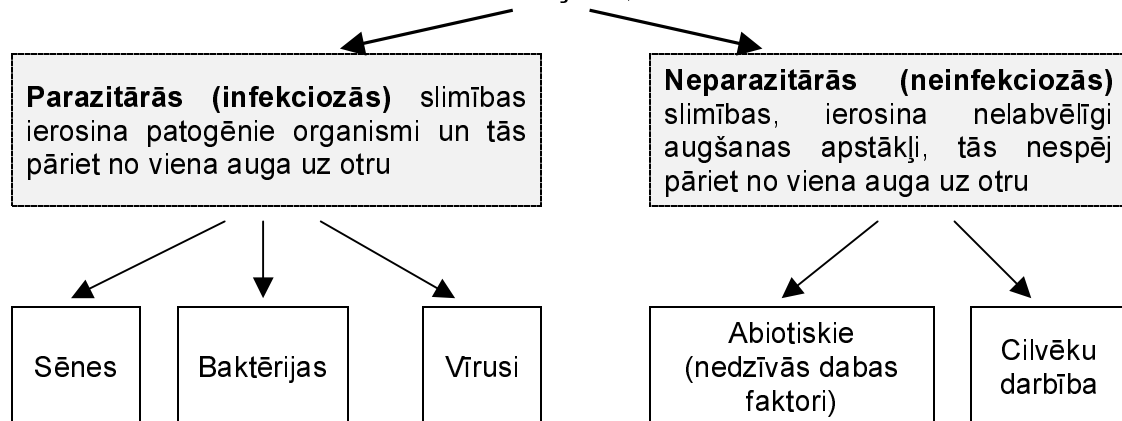 Parazitārās (infekciozās) slimības
ierosina patogēnie organismi un tās
pāriet no viena auga uz otru
Neparazitārās (neinfekciozās)
slimības, ierosina nelabvēlīgi
augšanas apstākļi, tās nespēj
pāriet no viena auga uz otru
Sēnes
Baktērijas
Vīrusi
Abiotiskie
(nedzīvās dabas
faktori)
Cilvēku
darbība